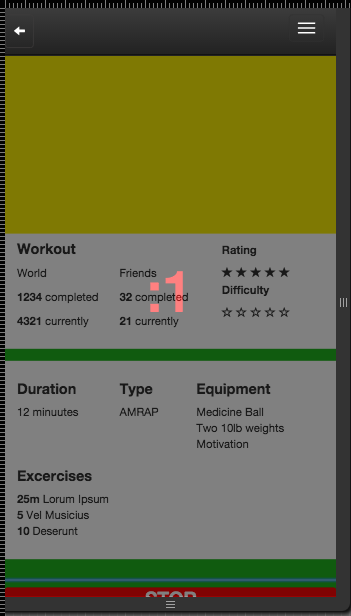 Workout
Rating
World
Friends
:1
Difficulty
1234 completed
32 completed
4321 currently
21 currently
Duration
Type
Equipment
12 minuutes
AMRAP
Medicine Ball
Two 10lb weights
Motivation
Excercises
25m Lorum Ipsum
5 Vel Musicius
10 Deserunt
STOP